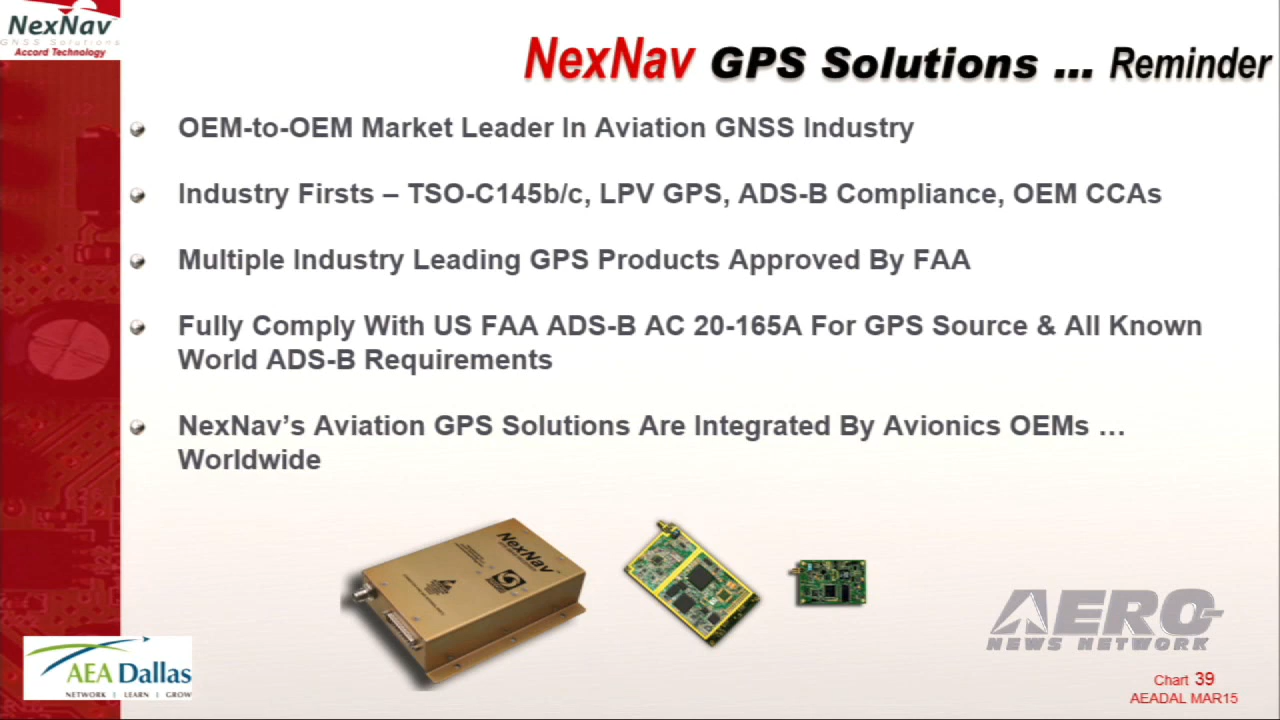 NexNav
GNSS Solutions
Accord Technology
NexNav GPS Solutions ... Reminder
OEM-to-OEM Market Leader In Aviation GNSS Industry
Industry Firsts – TSO-C145b/c, LPV GPS, ADS-B Compliance, OEM CCAs
Multiple Industry Leading GPS Products Approved By FAA
Fully Comply With US FAA ADS-B AC 20-165A For GPS Source & All Known
World ADS-B Requirements
NexNav’s Aviation GPS Solutions Are Integrated By Avionics OEMs ...
Worldwide
NexNav
AERO
NEWS NETWORK
AEA Dallas
NETWORK | LEARN | GROW
Chart 39
AEADAL MAR15